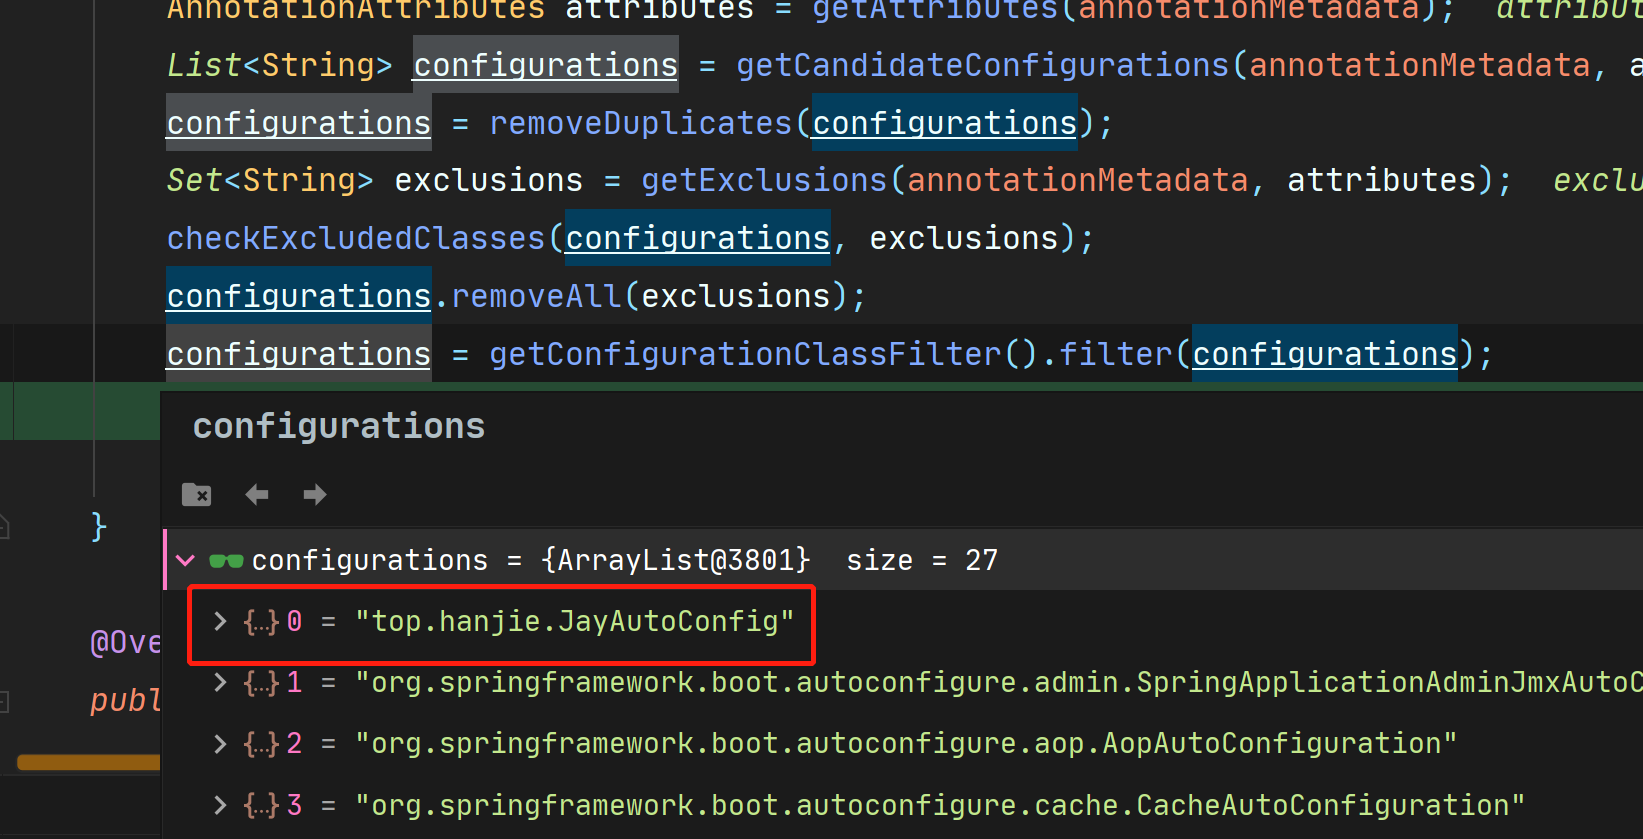 AnnotationAttributes attributes = getAttributes(annotationMetadata); attribut
List<String> configurations = getCandidateConfigurations(annotationMetadata, a
configurations = removeDuplicates(configurations);
Set<String> exclusions = getExclusions(annotationMetadata, attributes); exclu
checkExcludedClasses(configurations, exclusions);
configurations.removeAll(exclusions);
configurations = getConfigurationClassFilter().filter(configurations);
configurations
}
configurations = {ArrayList@3801} size = 27
{...} 0 = "top.hanjie.JayAutoConfig"
@Ove
{...} 1 = "org.springframework.boot.autoconfigure.admin.SpringApplicationAdminJmxAutoC
publ
{...} 2 = "org.springframework.boot.autoconfigure.aop.AopAutoConfiguration"
{...} 3 = "org.springframework.boot.autoconfigure.cache.CacheAutoConfiguration"